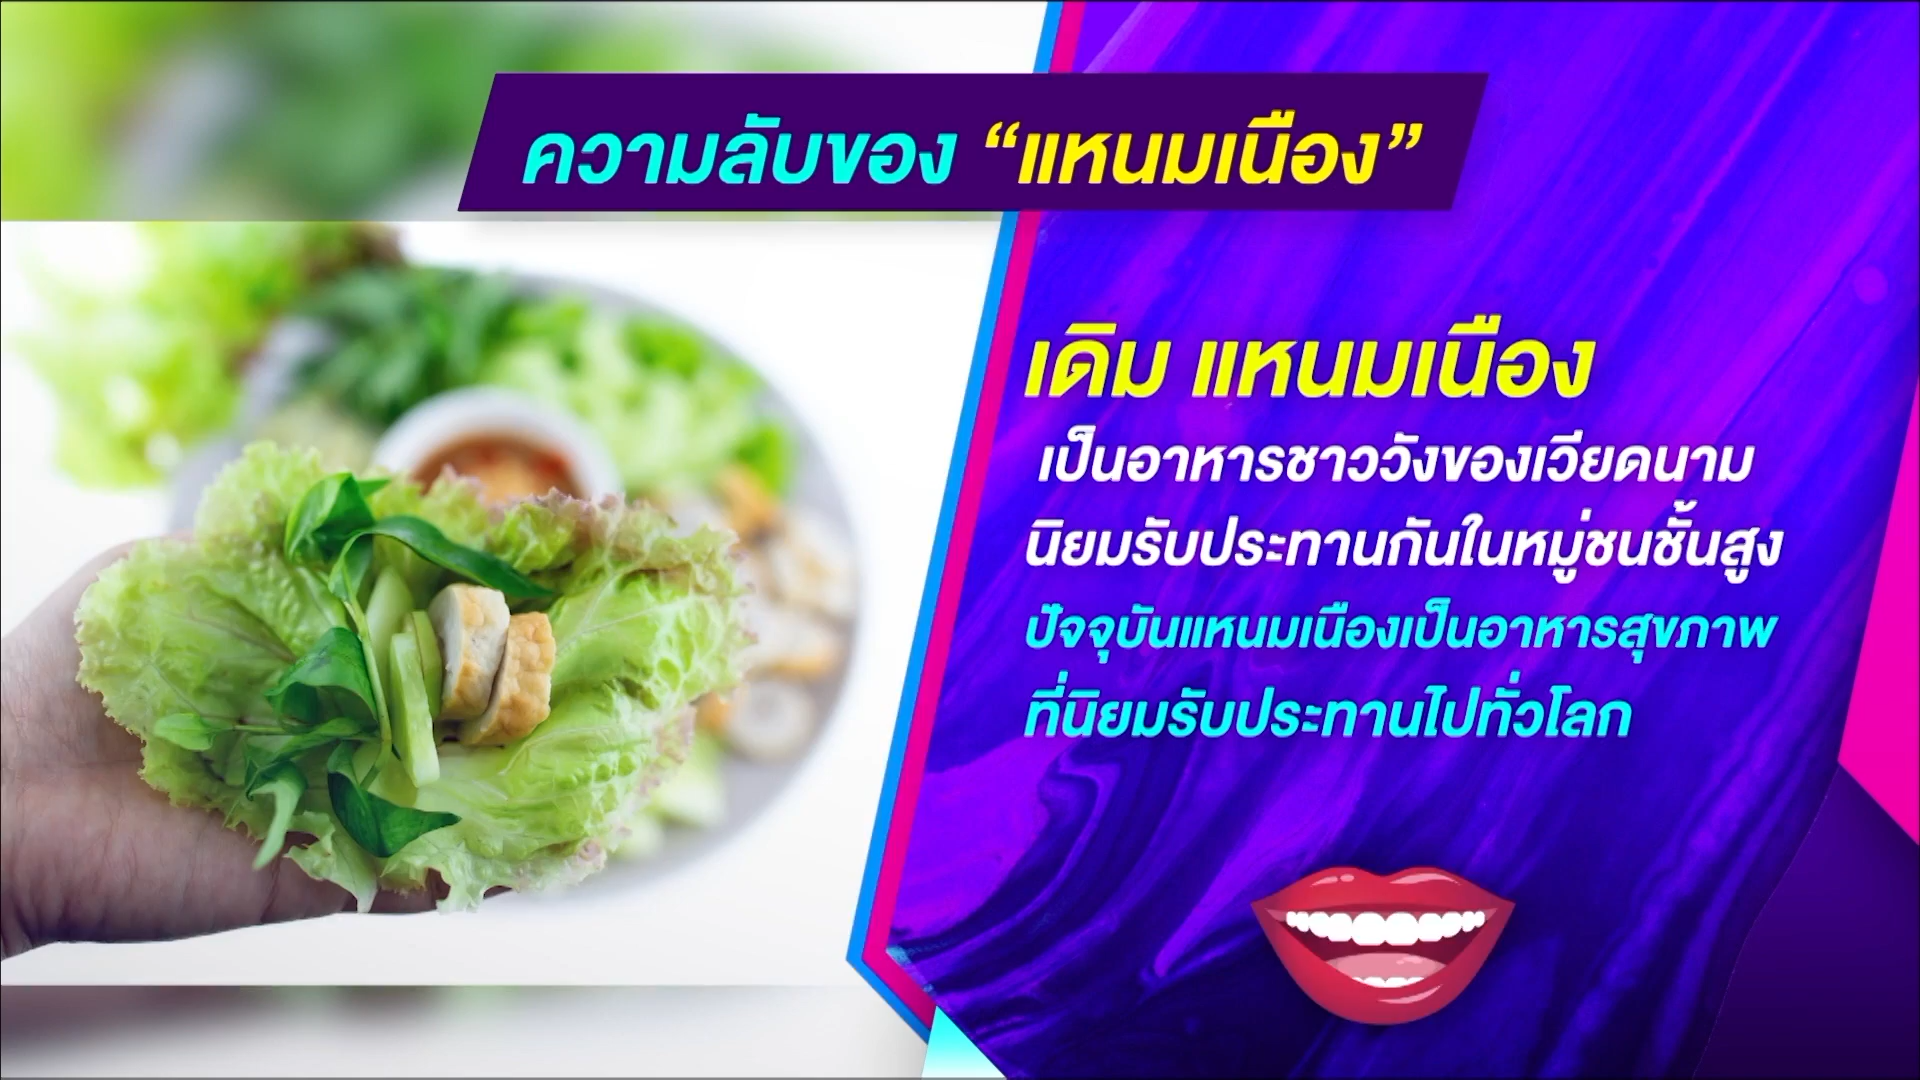 ความลับของ “แหนมเนือง”
เดิม แหนมเนือง
เป็นอาหารชาววังของเวียดนาม
นิยมรับประทานกันในหมู่ชนชั้นสูง
ปัจจุบันแหนมเนืองเป็นอาหารสุขภาพ
ที่นิยมรับประทานไปทั่วโลก